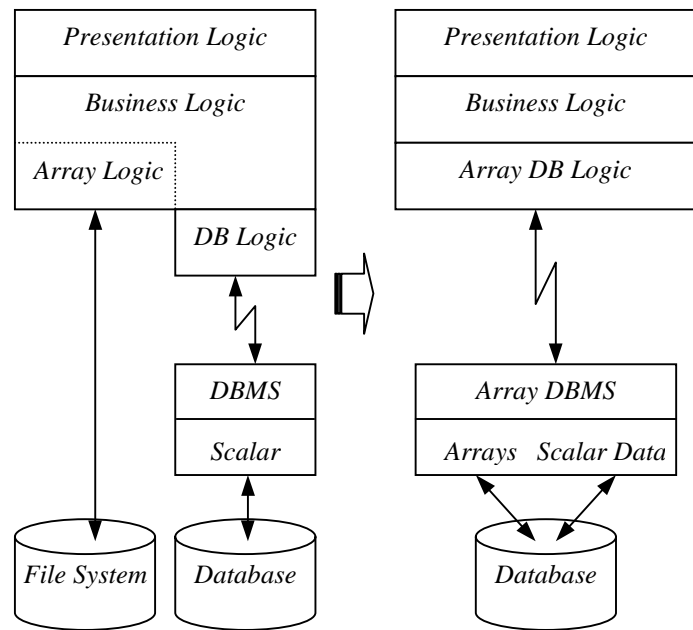 Presentation Logic
Business Logic
Array Logic
DB Logic
DBMS
Scalar
File System
Database
Presentation Logic
Business Logic
Array DB Logic
Array DBMS
Arrays Scalar Data
Database